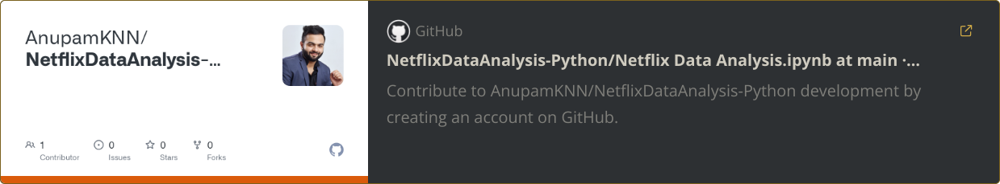 AnupamKNN/
NetflixDataAnalysis-...
1
Contributor
0
Issues
0
Stars
0
Forks
GitHub
NetflixDataAnalysis-Python/Netflix Data Analysis.ipynb at main ·...
Contribute to AnupamKNN/NetflixDataAnalysis-Python development by
creating an account on GitHub.